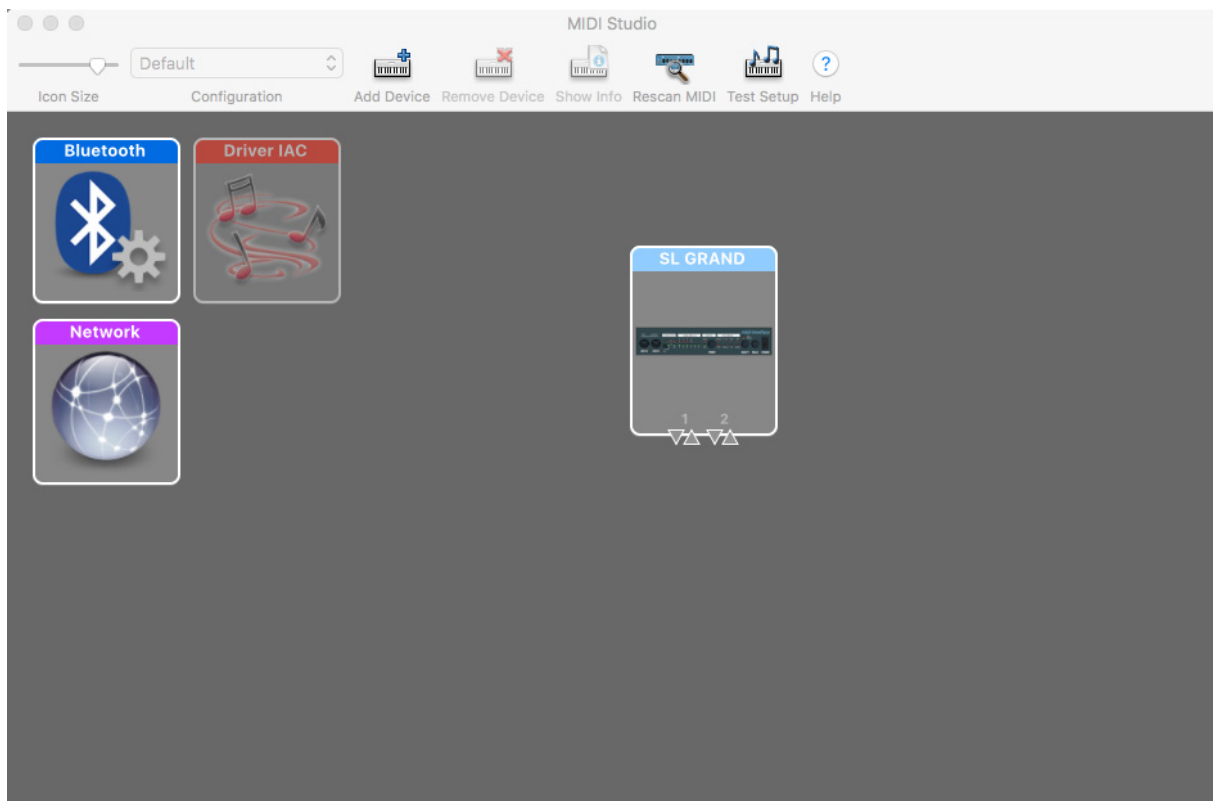 MIDI Studio
Default
Icon Size Configuration Add Device Remove Device Show Info Rescan MIDI Test Setup ? Help
Bluetooth Driver IAC
SL GRAND
Network
1 2